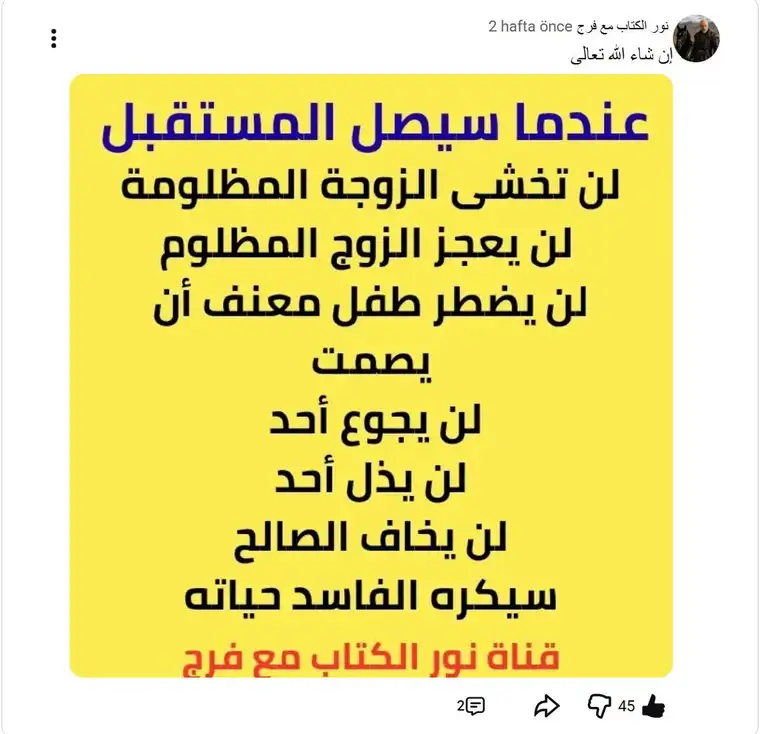 نور الكتاب مع فرج 2 hafta önce
إن شاء الله تعالى
عندما سيصل المستقبل
لن تخشى الزوجة المظلومة
لن يعجز الزوج المظلوم
لن يضطر طفل معنف أن
يصمت
لن يجوع أحد
لن يذل أحد
لن يخاف الصالح
سيكره الفاسد حياته
قناة نور الكتاب مع فرج
45
2